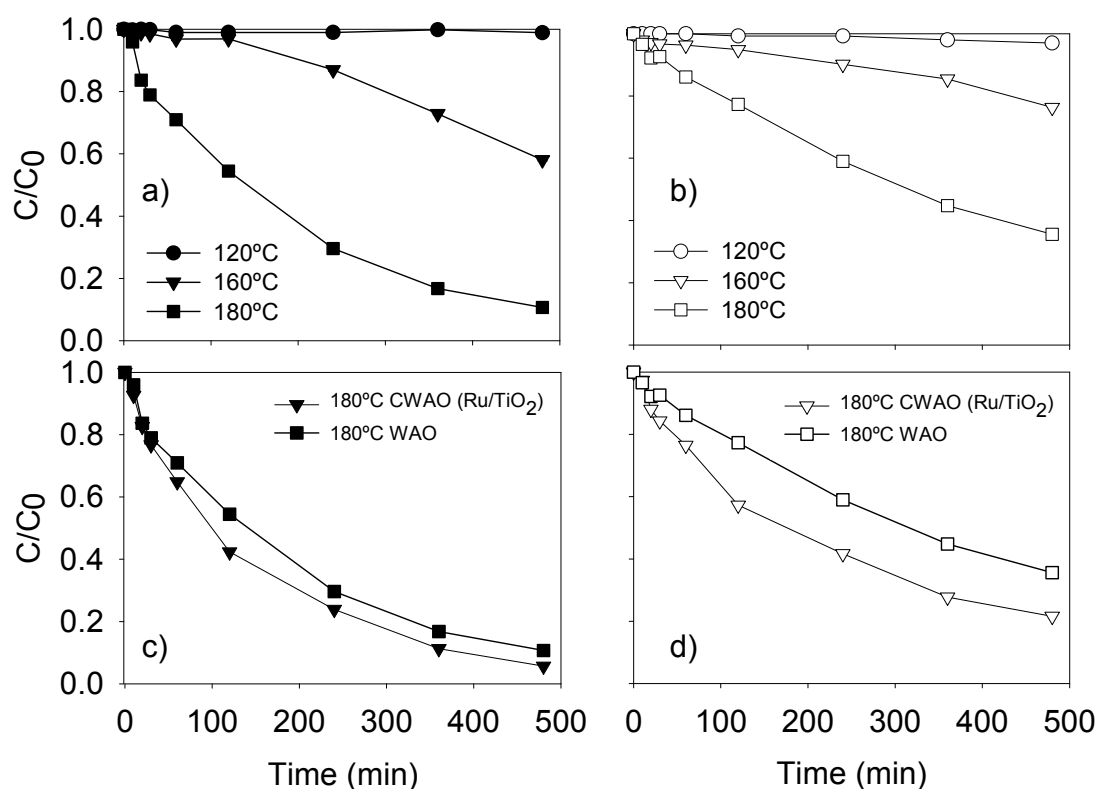 1.0
0.8
0.6
0.4
0.2
0.0
C/C0
a)
120ºC
160ºC
180ºC
b)
120ºC
160ºC
180ºC
1.0
0.8
0.6
0.4
0.2
0.0
C/C0
180ºC CWAO (Ru/TiO2)
180ºC WAO
c)
0 100 200 300 400 500
Time (min)
180ºC CWAO (Ru/TiO2)
180ºC WAO
d)
0 100 200 300 400 500
Time (min)